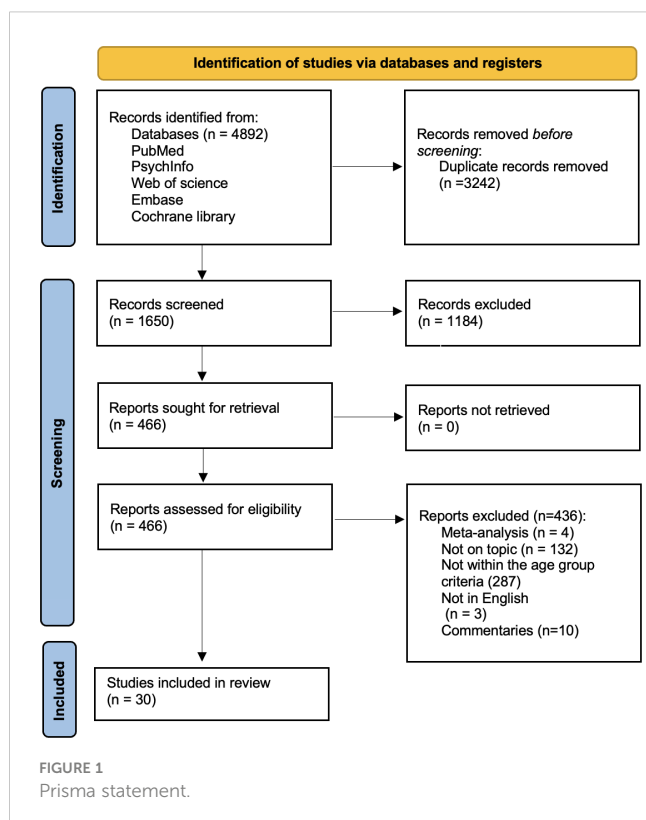 Identification of studies via databases and registers
Identification
Records identified from:
Databases (n = 4892)
PubMed
PsychInfo
Web of science
Embase
Cochrane library
Records removed before
screening:
Duplicate records removed
(n =3242)
Screening
Records screened
(n = 1650)
Records excluded
(n = 1184)
Reports sought for retrieval
(n = 466)
Reports not retrieved
(n = 0)
Reports assessed for eligibility
(n = 466)
Reports excluded (n=436):
Meta-analysis (n = 4)
Not on topic (n = 132)
Not within the age group
criteria (287)
Not in English
(n = 3)
Commentaries (n=10)
Included
Studies included in review
(n = 30)
FIGURE 1
Prisma statement.